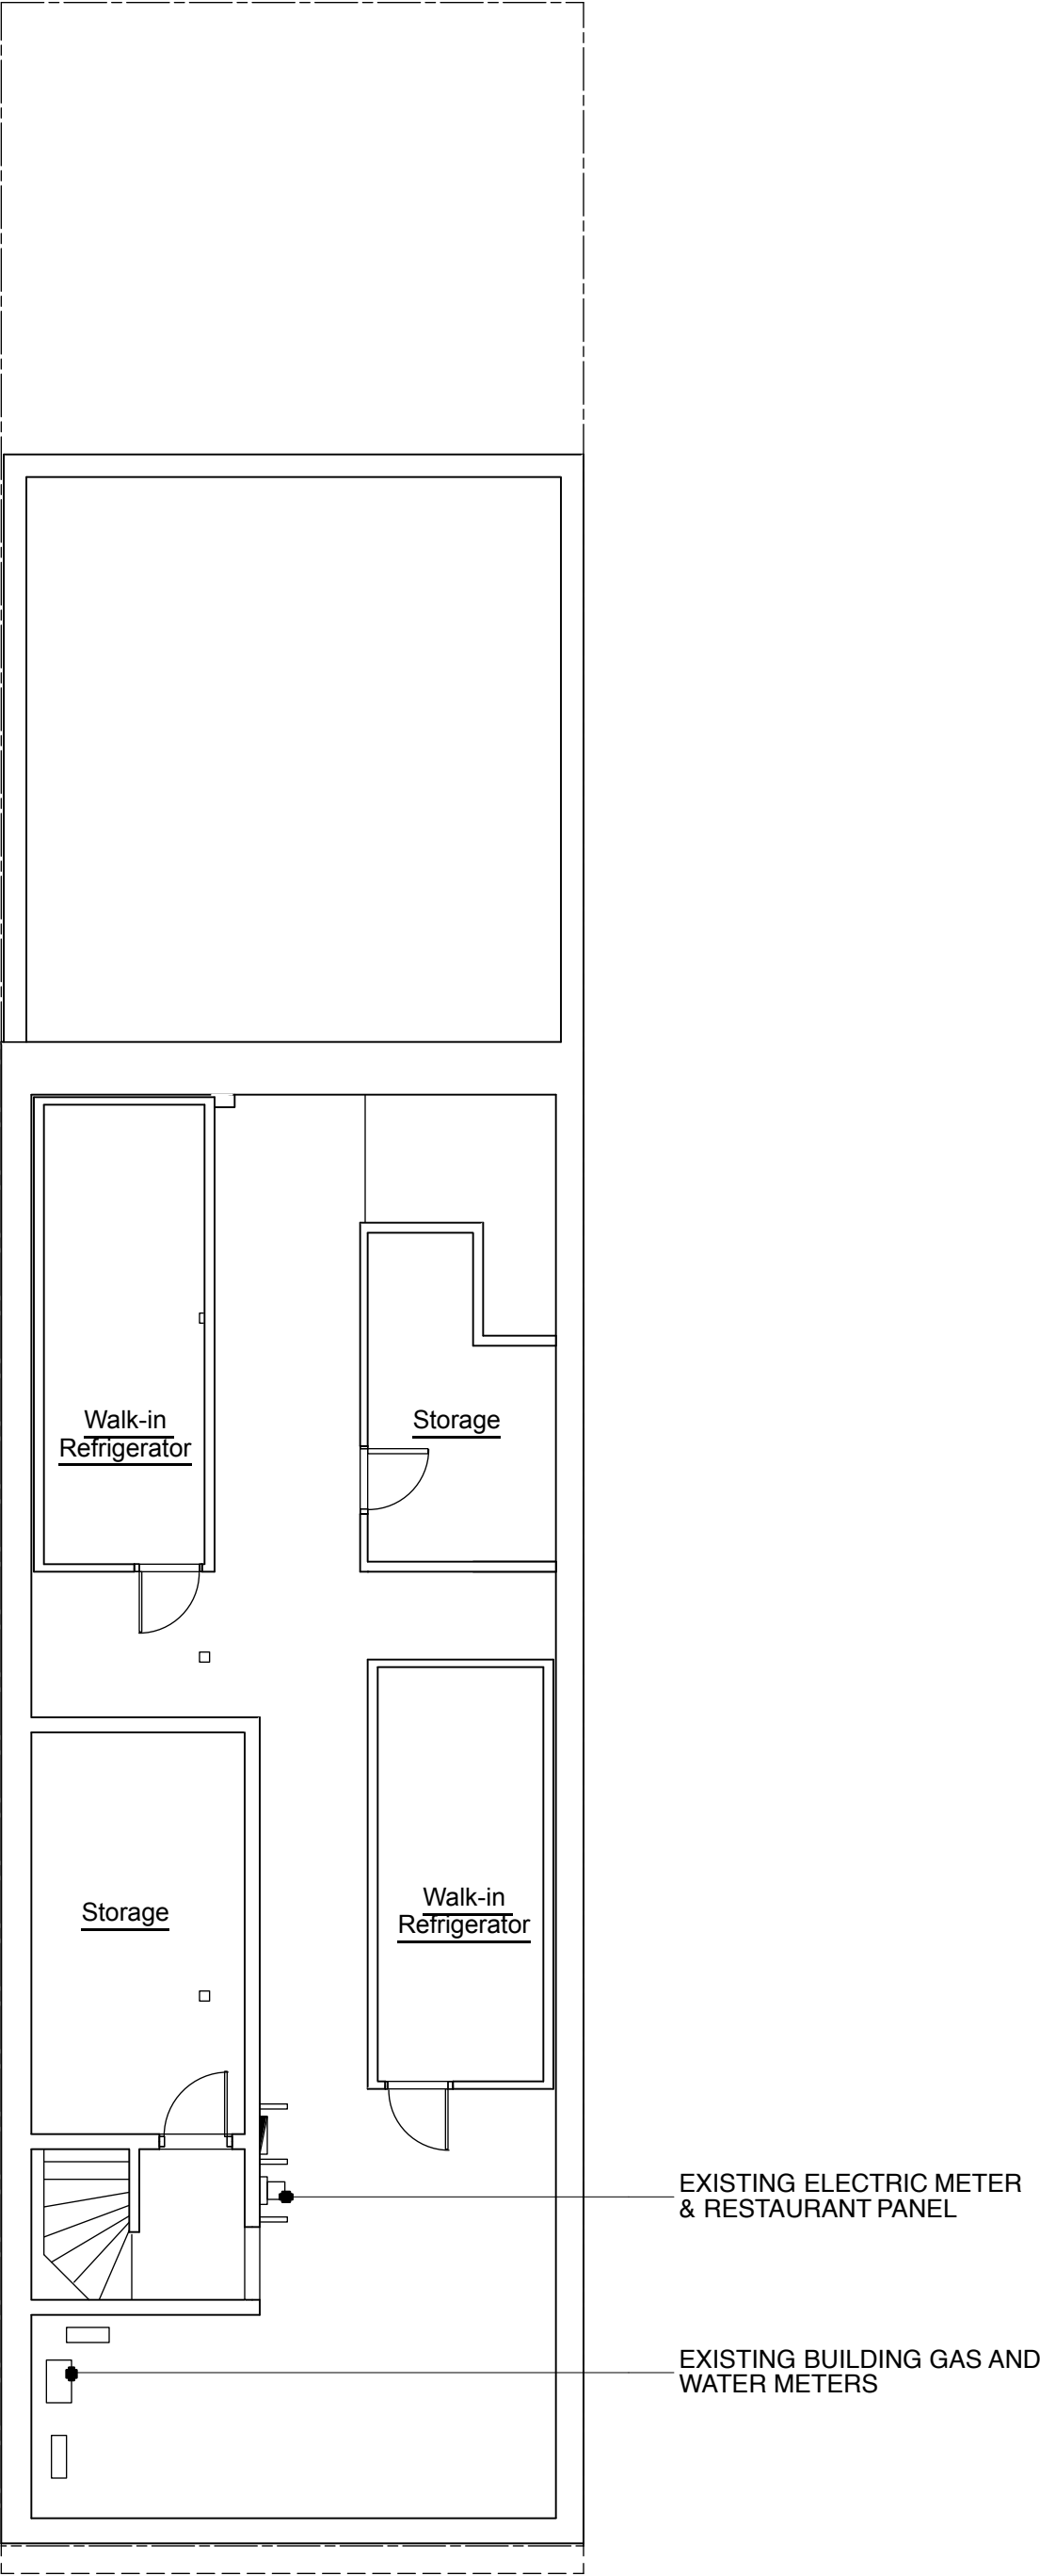 Walk-in
Refrigerator
Storage
Walk-in
Refrigerator
Storage
EXISTING ELECTRIC METER
& RESTAURANT PANEL
EXISTING BUILDING GAS AND
WATER METERS